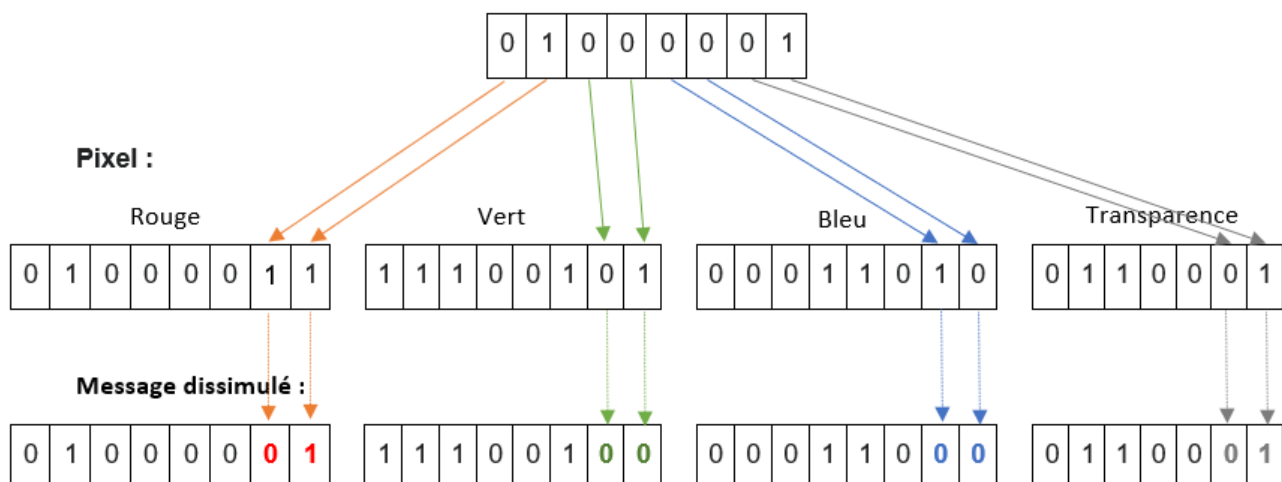 0 1 0 0 0 0 0 1
Pixel :
Rouge Vert Bleu Transparence
0 1 0 0 0 0 1 1 1 1 1 0 0 1 0 1 0 0 0 1 1 0 1 0 0 1 1 0 0 0 1
Message dissimulé :
0 1 0 0 0 0 0 1 1 1 1 0 0 1 0 0 0 0 0 1 1 0 0 0 0 1 1 0 0 0 1